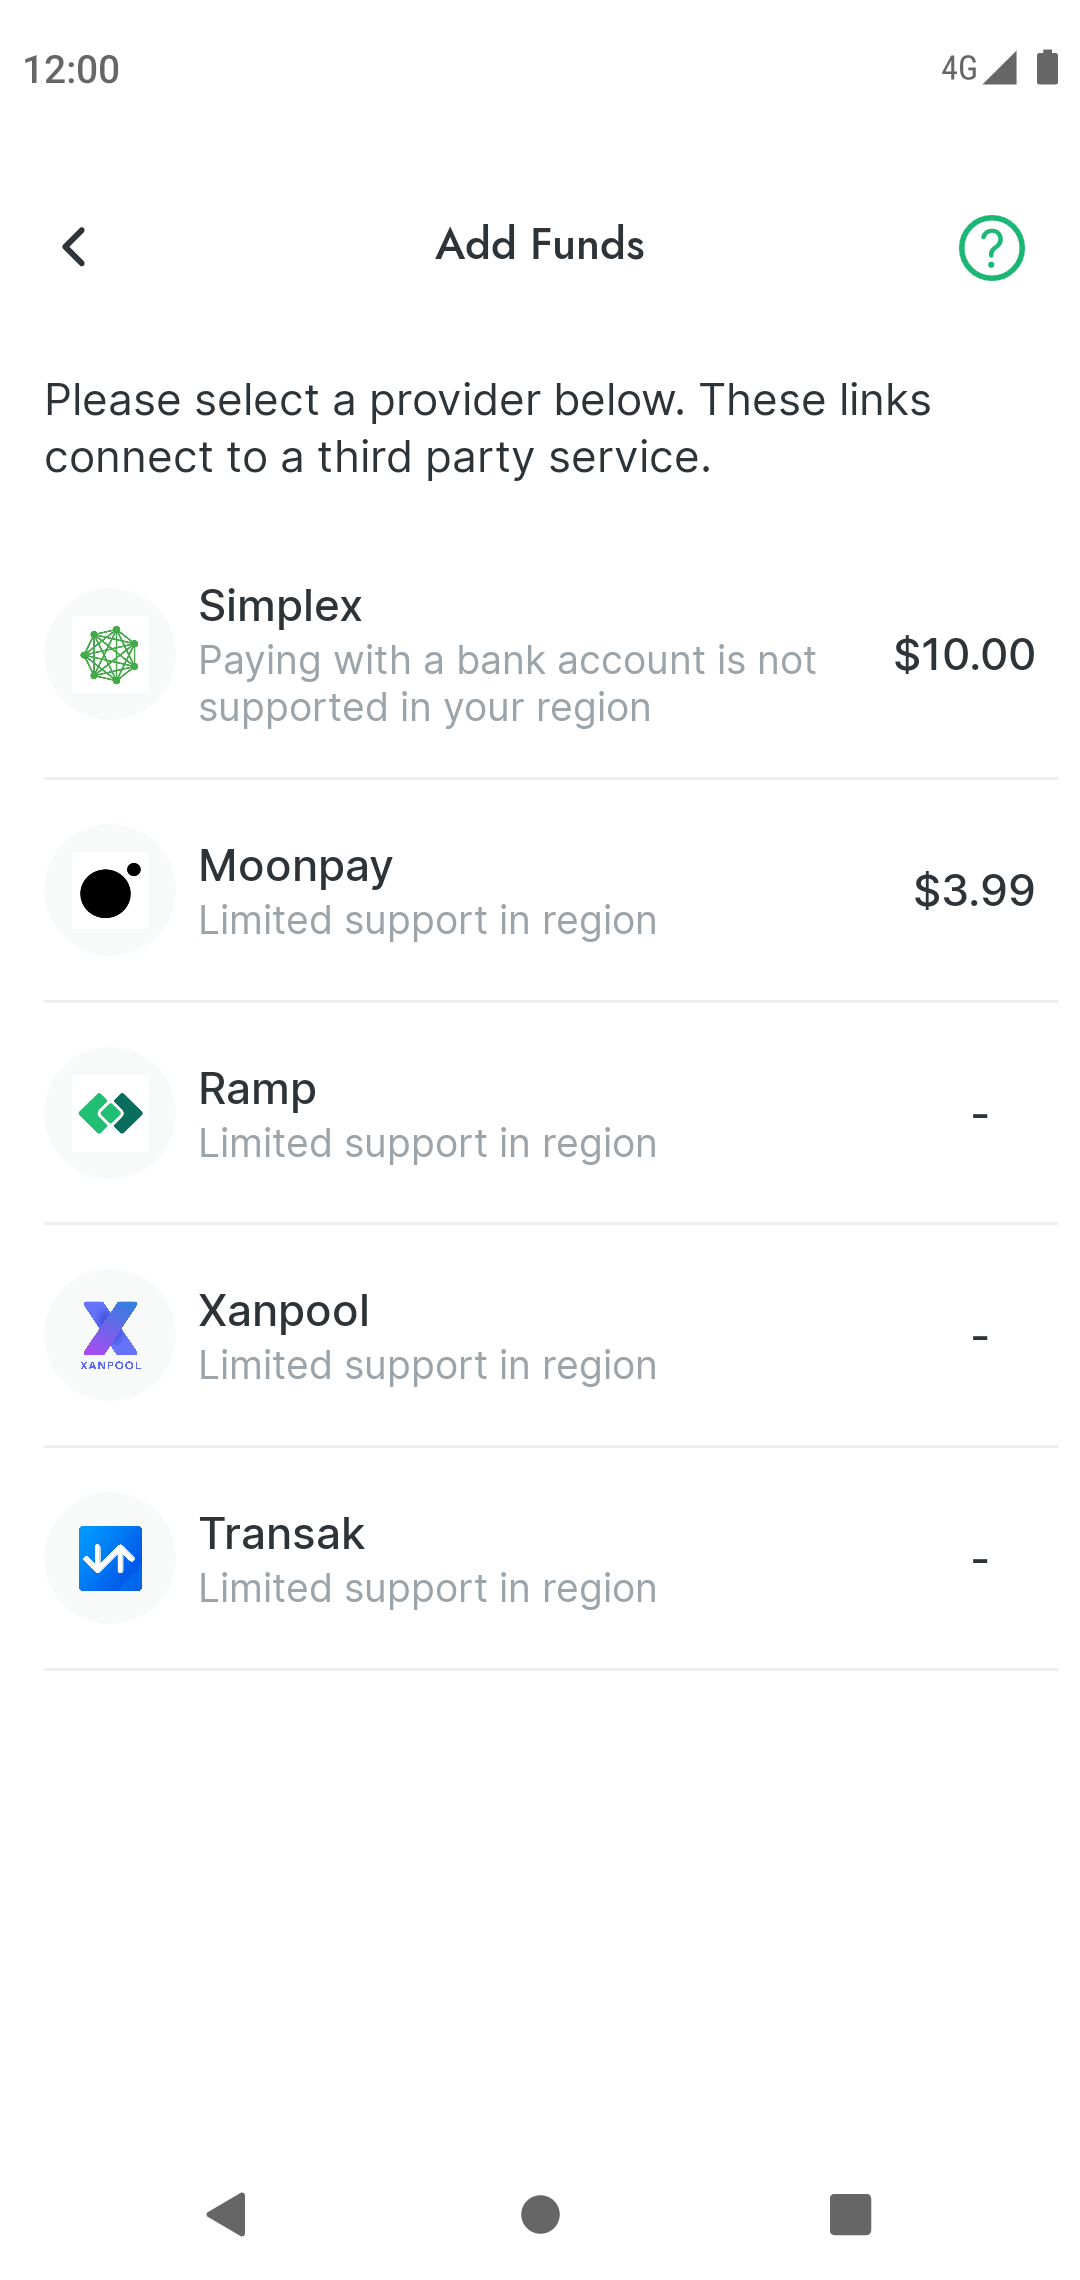 12:00
4G
Add Funds
Please select a provider below. These links
connect to a third party service.
Simplex
Paying with a bank account is not
supported in your region
$10.00
Moonpay
Limited support in region
$3.99
Ramp
Limited support in region
-
XANPOOL
Xanpool
Limited support in region
-
Transak
Limited support in region
-